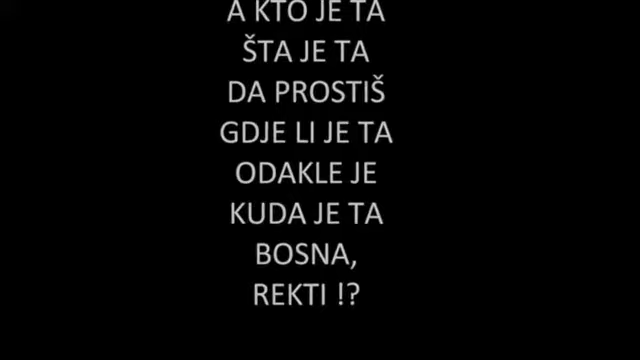 A KTO JE TA
ŠTA JE TA
DA PROSTIŠ
GDJE LI JE TA
ODAKLE JE
KUDA JE TA
BOSNA,
REKTI !?